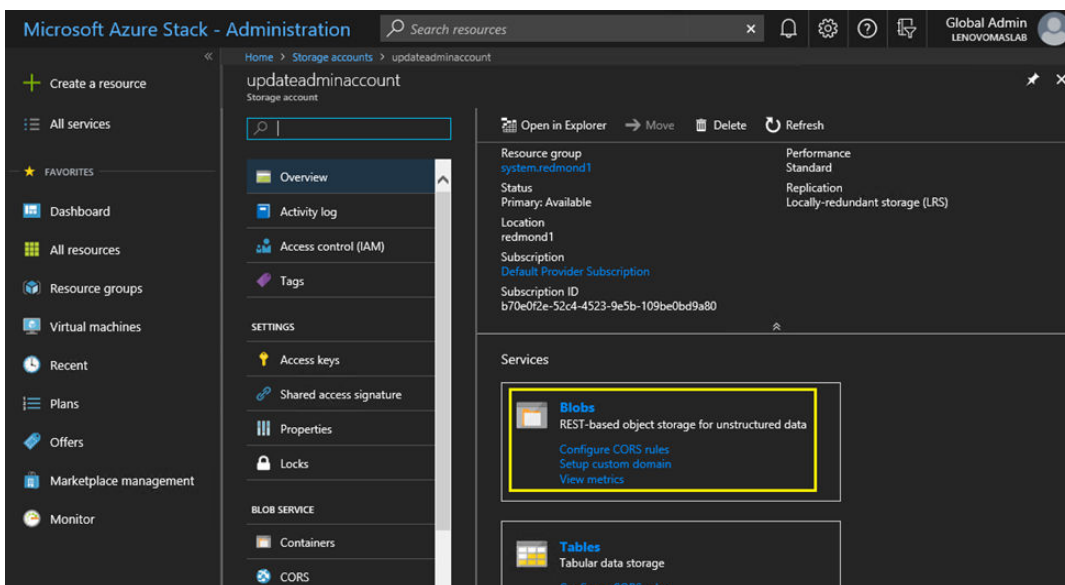 Microsoft Azure Stack - Administration
Search resources
Global Admin
LENOVOMASLAB
Home > Storage accounts > updateadminaccount
Create a resource
All services
FAVORITES
Dashboard
All resources
Resource groups
Virtual machines
Recent
Plans
Offers
Marketplace management
Monitor
updateadminaccount
Storage account
Overview
Activity log
Access control (IAM)
Tags
SETTINGS
Access keys
Shared access signature
Properties
Locks
BLOB SERVICE
Containers
CORS
Open in Explorer
Move
Delete
Refresh
Resource group
system.redmond1
Status
Primary: Available
Location
redmond1
Subscription
Default Provider Subscription
Subscription ID
b70e0f2e-52c4-4523-9e5b-109be0bd9a80
Performance
Standard
Replication
Locally-redundant storage (LRS)
Services
Blobs
REST-based object storage for unstructured data
Configure CORS rules
Setup custom domain
View metrics
Tables
Tabular data storage